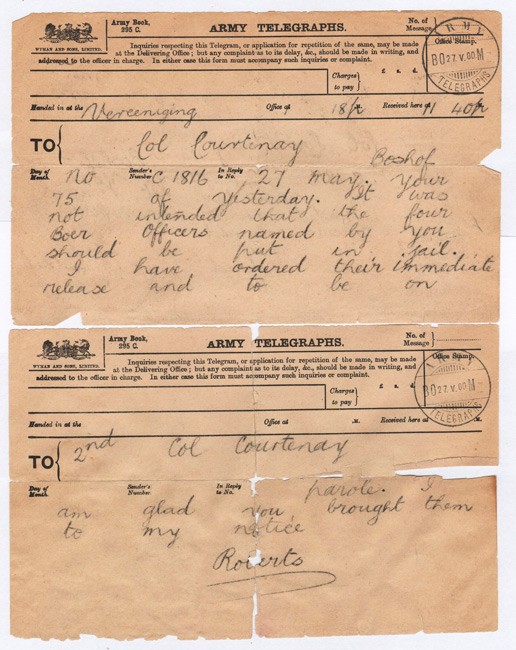 Army Book, 295 C.
ARMY TELEGRAPHS.
No. of Message
WYMAN AND SONS, LIMITED.
Inquiries respecting this Telegram, or application for repetition of the same, may be made
at the Delivering Office; but any complaint as to its delay, &c., should be made in writing, and
addressed to the officer in charge. In either case this form must accompany such inquiries or complaint.
Office Stamp.
ARMY
BO 27.V.00 M
TELEGRAPHS
Charges to pay
£ s. d.
Handed in at the Vereeniging Office at 18/ Received here at 11 40
TO Col Courtenay
Boshof
Day of Month. No Sender's Number. C 1816 In Reply to No. 27 May. Your
75 of yesterday. It was
not intended that the four
Boer Officers named by you
should be put in jail.
I have ordered their immediate
release and to be on
Army Book, 295 C.
ARMY TELEGRAPHS.
No. of Message
WYMAN AND SONS, LIMITED.
Inquiries respecting this Telegram, or application for repetition of the same, may be made
at the Delivering Office; but any complaint as to its delay, &c., should be made in writing, and
addressed to the officer in charge. In either case this form must accompany such inquiries or complaint.
Office Stamp.
BO 27.V.00 M
TELEGRAPHS
Charges to pay
£ s. d.
Handed in at the Office at .M. Received here at .M.
TO 2nd Col Courtenay
Day of Month. Sender's Number. In Reply to No. parole. I
am glad you brought them
to my notice
Roberts